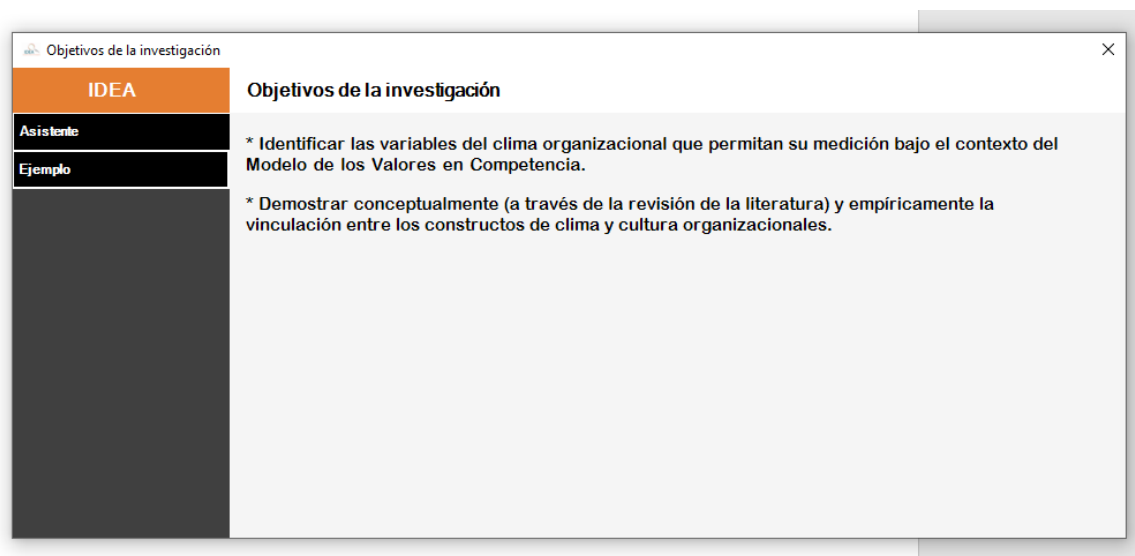 Objetivos de la investigación
IDEA
Objetivos de la investigación
Asistente
Ejemplo
* Identificar las variables del clima organizacional que permitan su medición bajo el contexto del
Modelo de los Valores en Competencia.
* Demostrar conceptualmente (a través de la revisión de la literatura) y empíricamente la
vinculación entre los constructos de clima y cultura organizacionales.